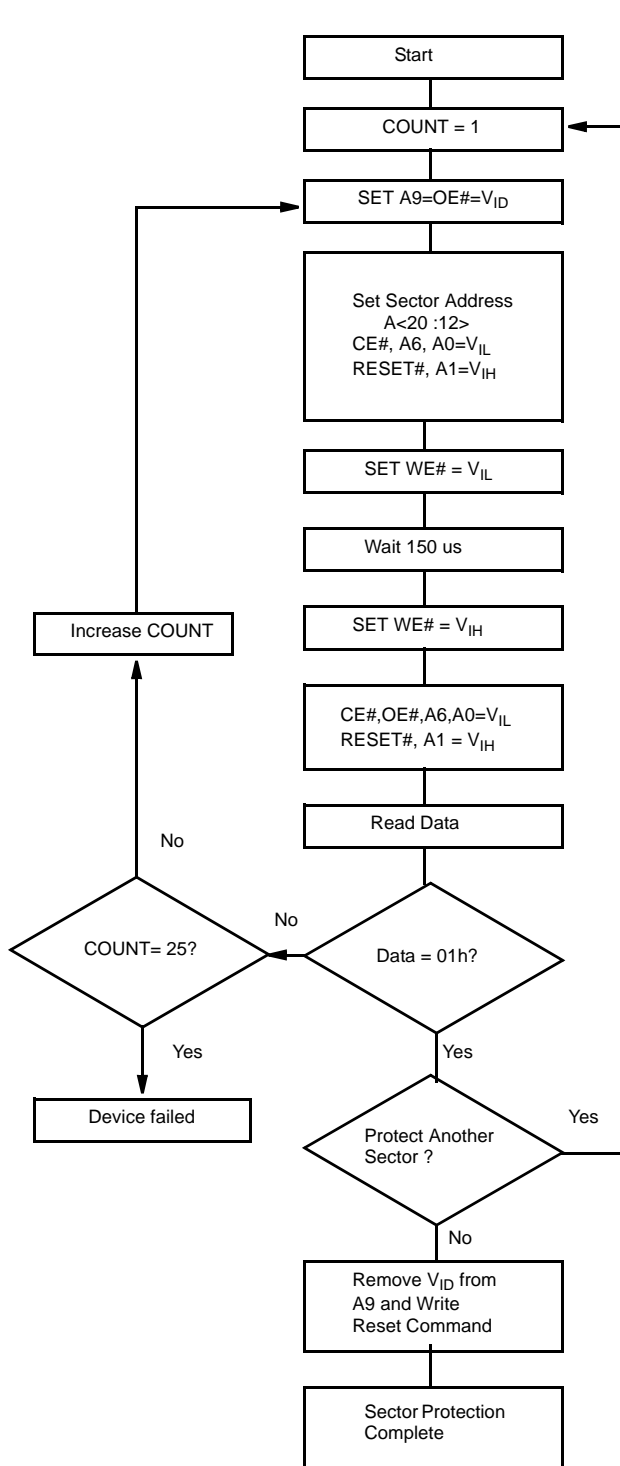 Start
COUNT = 1
SET A9=OE#=VID
Set Sector Address
A<20 :12>
CE#, A6, A0=VIL
RESET#, A1=VIH
SET WE# = VIL
Wait 150 us
Increase COUNT
SET WE# = VIH
CE#,OE#,A6,A0=VIL
RESET#, A1 = VIH
Read Data
No
No
COUNT= 25?
Data = 01h?
Yes
Yes
Device failed
Protect Another
Sector ?
Yes
No
Remove VID from
A9 and Write
Reset Command
Sector Protection
Complete